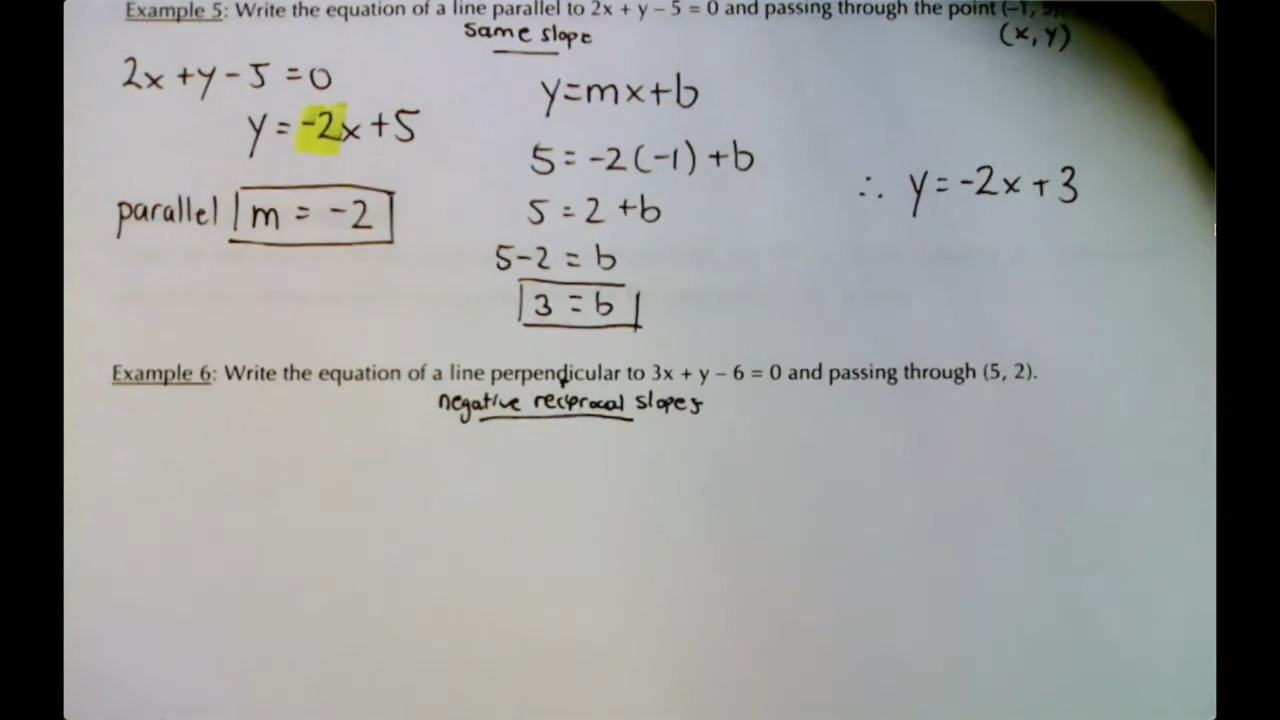 Example 5: Write the equation of a line parallel to 2x + y – 5 = 0 and passing through the point (–1, 5).
same slope
(x, y)
2x + y - 5 = 0
y = -2x + 5
parallel m = -2
y = mx + b
5 = -2(-1) + b
5 = 2 + b
5 - 2 = b
3 = b
∴ y = -2x + 3
Example 6: Write the equation of a line perpendicular to 3x + y – 6 = 0 and passing through (5, 2).
negative reciprocal slopes